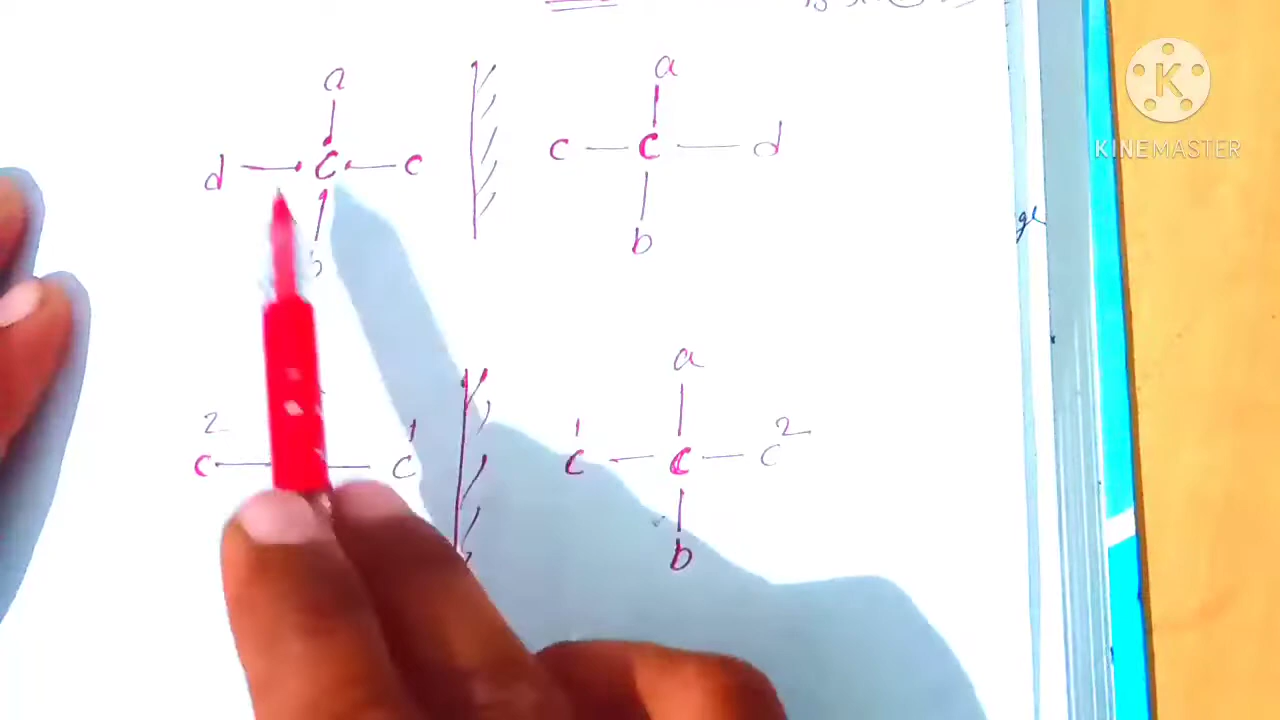 a a
d C c c C d
b b
a
2 1 1 2
c c c c c
b
K
KINEMASTER